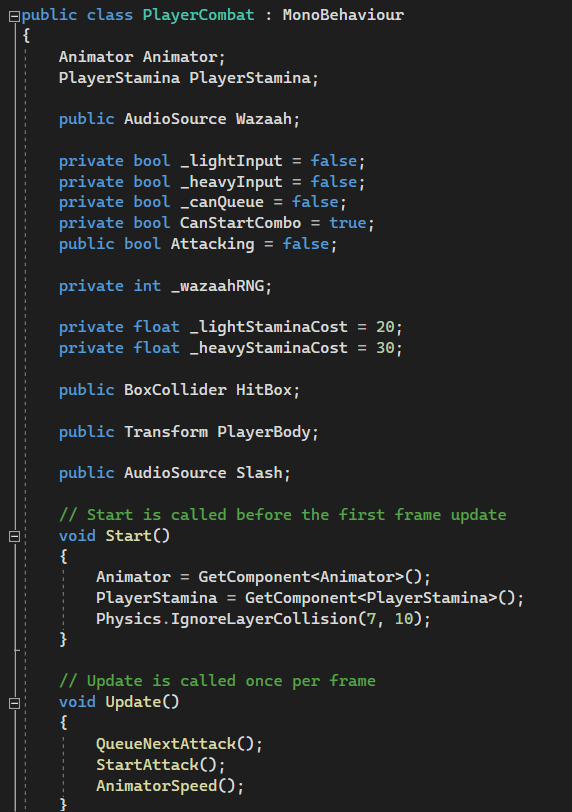 public class PlayerCombat : MonoBehaviour
{
    Animator Animator;
    PlayerStamina PlayerStamina;

    public AudioSource Wazaah;

    private bool _lightInput = false;
    private bool _heavyInput = false;
    private bool _canQueue = false;
    private bool CanStartCombo = true;
    public bool Attacking = false;

    private int _wazaahRNG;

    private float _lightStaminaCost = 20;
    private float _heavyStaminaCost = 30;

    public BoxCollider HitBox;

    public Transform PlayerBody;

    public AudioSource Slash;

    // Start is called before the first frame update
    void Start()
    {
        Animator = GetComponent<Animator>();
        PlayerStamina = GetComponent<PlayerStamina>();
        Physics.IgnoreLayerCollision(7, 10);
    }

    // Update is called once per frame
    void Update()
    {
        QueueNextAttack();
        StartAttack();
        AnimatorSpeed();
    }